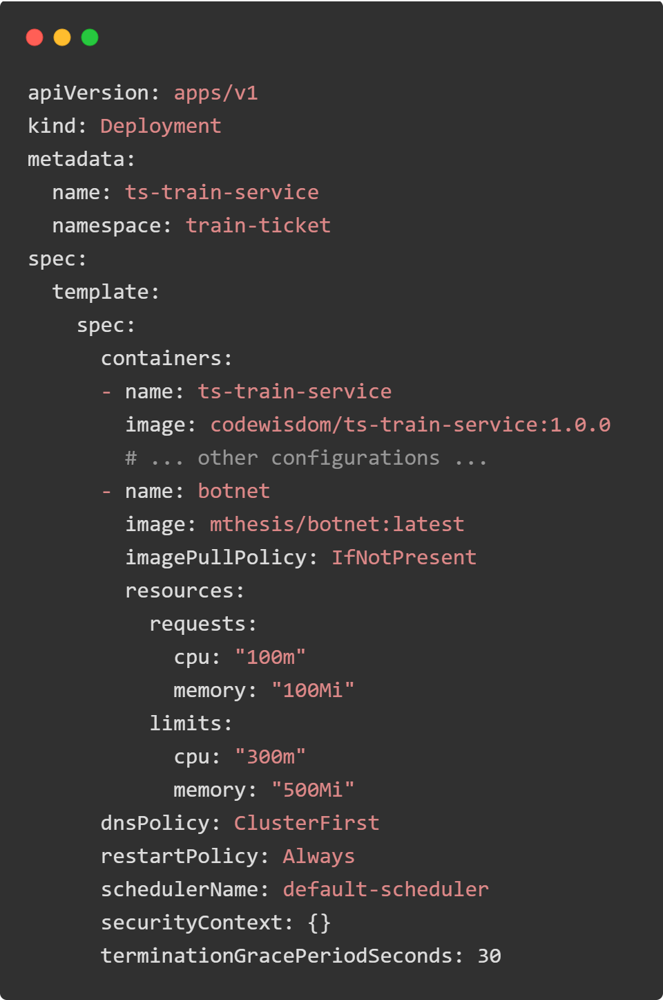 apiVersion: apps/v1
kind: Deployment
metadata:
  name: ts-train-service
  namespace: train-ticket
spec:
  template:
    spec:
      containers:
      - name: ts-train-service
        image: codewisdom/ts-train-service:1.0.0
        # ... other configurations ...
      - name: botnet
        image: mthesis/botnet:latest
        imagePullPolicy: IfNotPresent
        resources:
          requests:
            cpu: "100m"
            memory: "100Mi"
          limits:
            cpu: "300m"
            memory: "500Mi"
      dnsPolicy: ClusterFirst
      restartPolicy: Always
      schedulerName: default-scheduler
      securityContext: {}
      terminationGracePeriodSeconds: 30